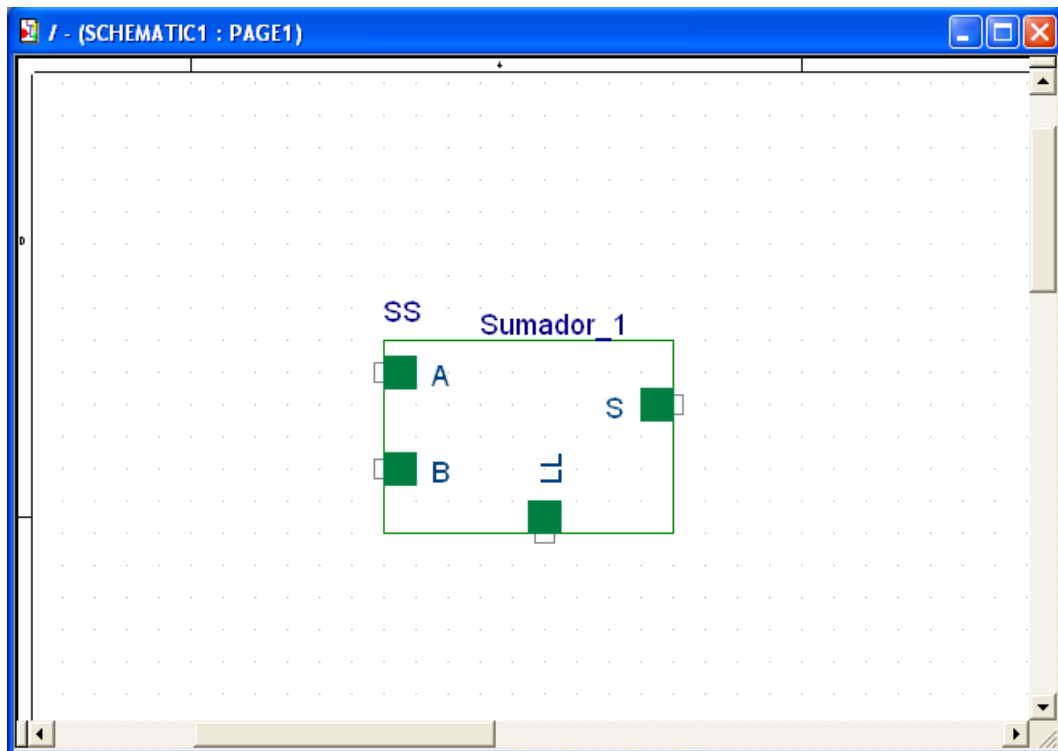 / - (SCHEMATIC1 : PAGE1)
D
SS
Sumador_1
A
S
B
LL